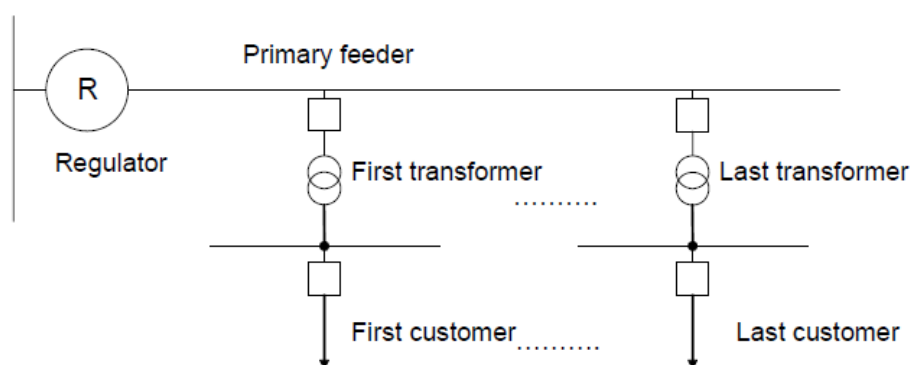 Primary feeder
R
Regulator
First transformer
..........
Last transformer
First customer
..........
Last customer